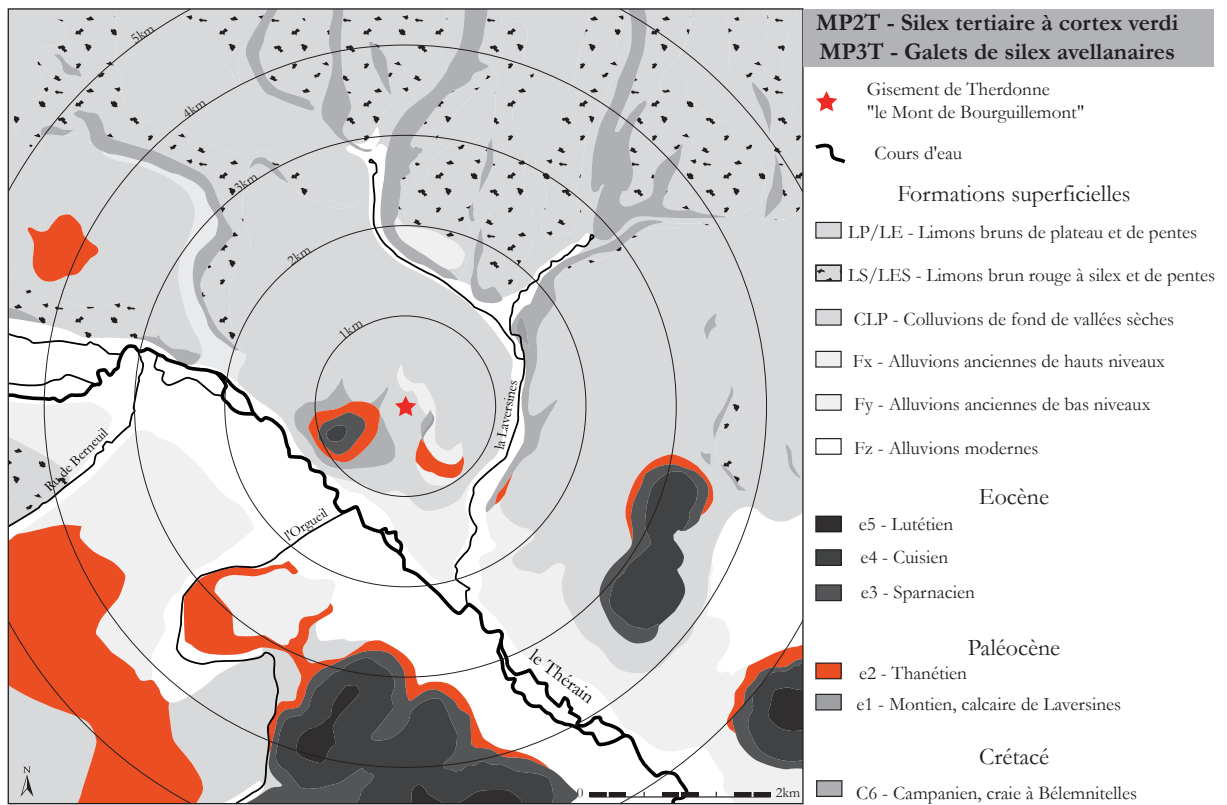 MP2T - Silex tertiaire à cortex verdi
MP3T - Galets de silex avellanaires
Gisement de Therdonne
"le Mont de Bourguillemont"
Cours d'eau
Formations superficielles
LP/LE - Limons bruns de plateau et de pentes
LS/LES - Limons brun rouge à silex et de pentes
CLP - Colluvions de fond de vallées sèches
Fx - Alluvions anciennes de hauts niveaux
Fy - Alluvions anciennes de bas niveaux
Fz - Alluvions modernes
Eocène
e5 - Lutétien
e4 - Cuisien
e3 - Sparnacien
Paléocène
e2 - Thanétien
e1 - Montien, calcaire de Laversines
Crétacé
C6 - Campanien, craie à Bélemnitelles
5km
4km
3km
2km
1km
la Laversines
Ru de Berneuil
l'Orgueil
le Thérain
N
0
2km